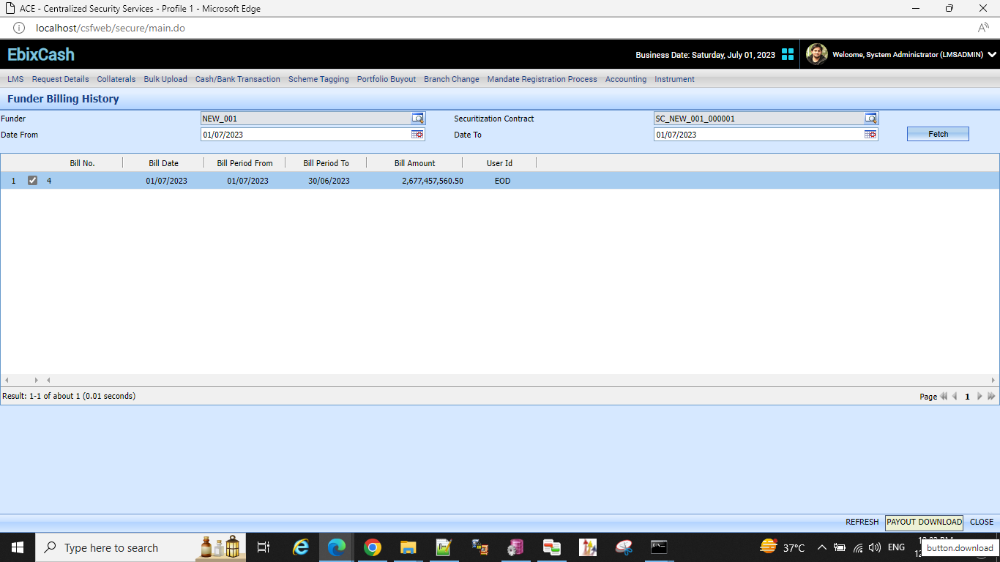 ACE - Centralized Security Services - Profile 1 - Microsoft Edge
localhost/csfweb/secure/main.do
EbixCash
Business Date: Saturday, July 01, 2023
Welcome, System Administrator (LMSADMIN)
LMS Request Details Collaterals Bulk Upload Cash/Bank Transaction Scheme Tagging Portfolio Buyout Branch Change Mandate Registration Process Accounting Instrument
Funder Billing History
Funder NEW_001 Securitization Contract SC_NEW_001_000001
Date From 01/07/2023 Date To 01/07/2023 Fetch
Bill No. Bill Date Bill Period From Bill Period To Bill Amount User Id
1 4 01/07/2023 01/07/2023 30/06/2023 2,677,457,560.50 EOD
Result: 1-1 of about 1 (0.01 seconds) Page 1
REFRESH PAYOUT DOWNLOAD CLOSE
Type here to search 37°C ENG
button.download